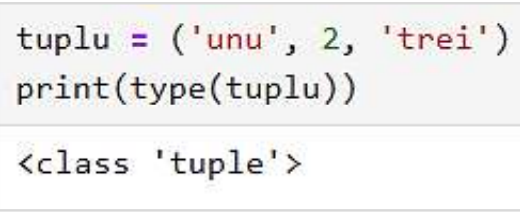 tuplu = ('unu', 2, 'trei')
print(type(tuplu))
<class 'tuple'>